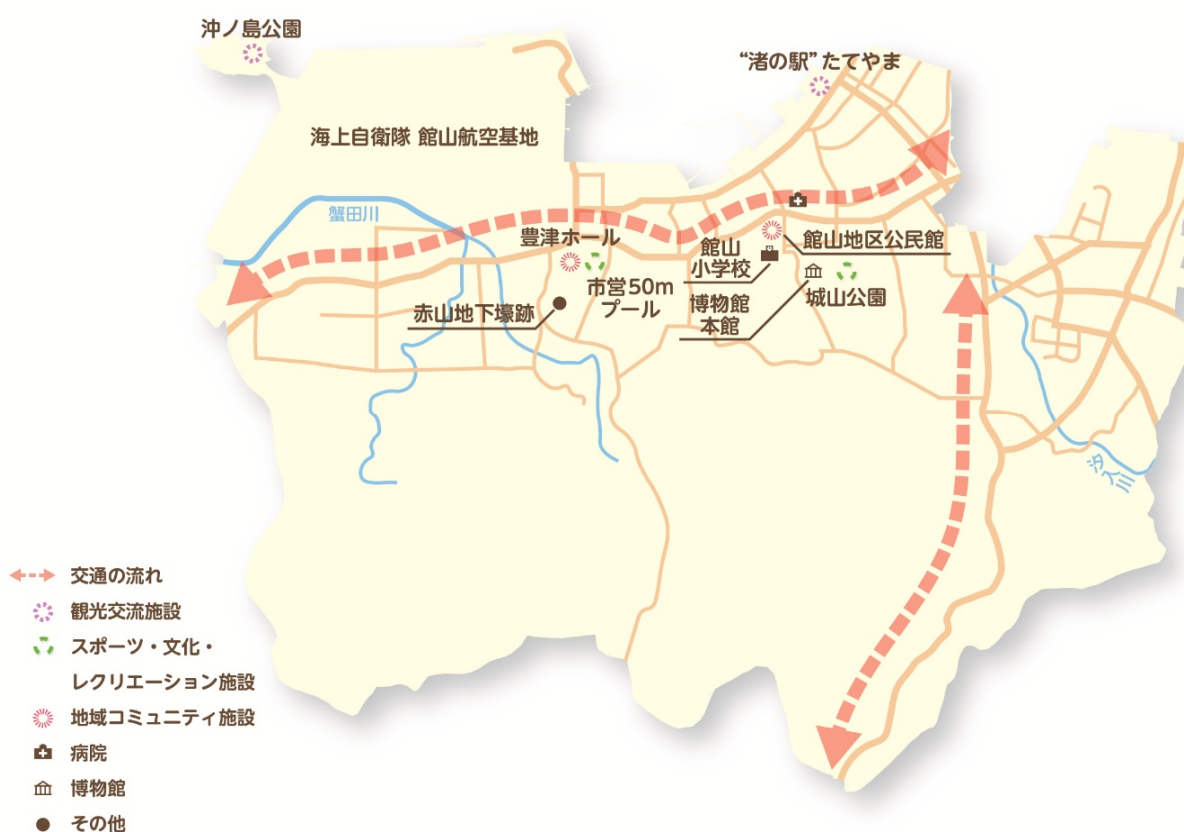 沖ノ島公園
“渚の駅”たてやま
海上自衛隊 館山航空基地
蟹田川
豊津ホール
館山
小学校
館山地区公民館
市営50m
プール
博物館
本館
城山公園
赤山地下壕跡
汐入川
交通の流れ
観光交流施設
スポーツ・文化・
レクリエーション施設
地域コミュニティ施設
病院
博物館
その他